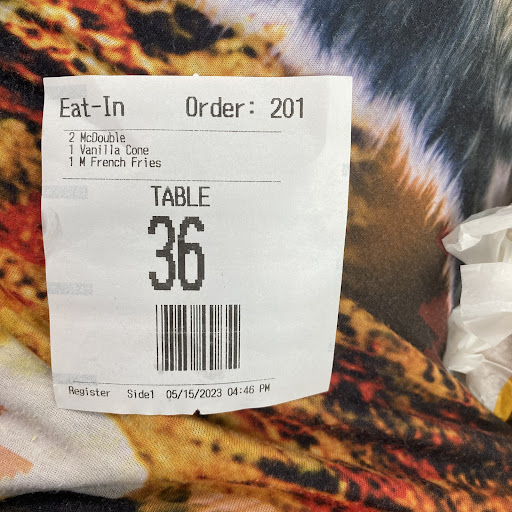 Eat-In Order: 201
2 McDouble
1 Vanilla Cone
1 M French Fries
TABLE
36
Register Side1 05/15/2023 04:46 PM